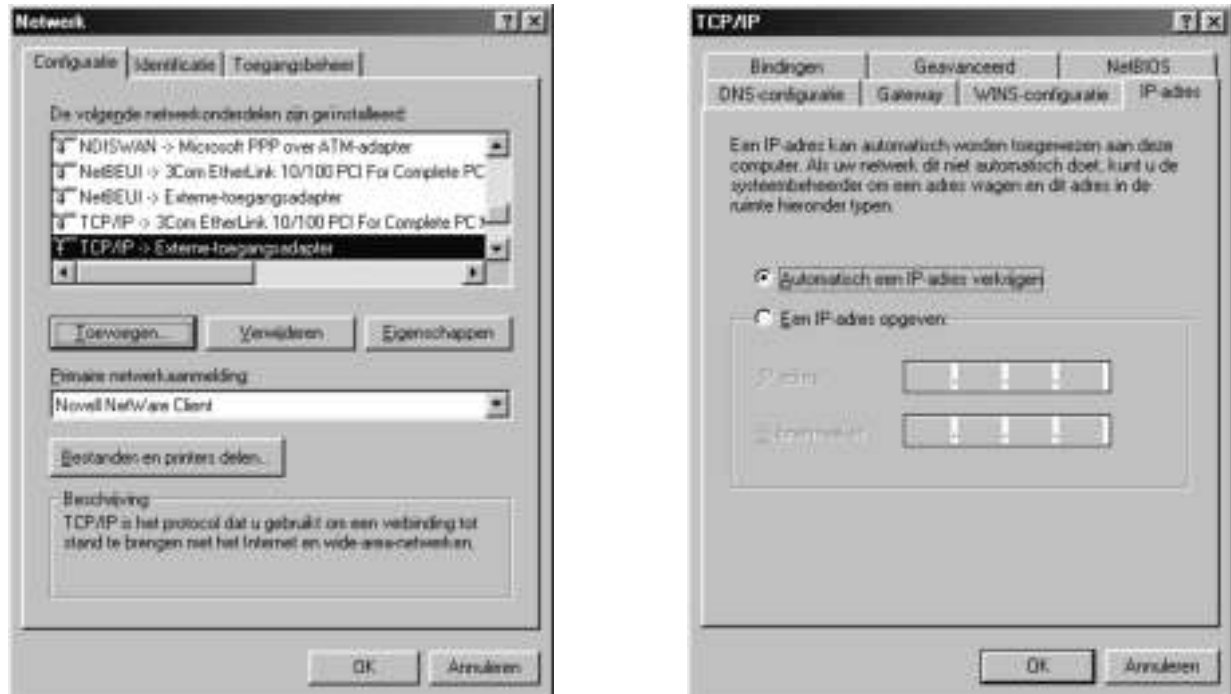 Netwerk
Configuratie
Identificatie
Toegangsbeheer
De volgende netwerkonderdelen zijn geïnstalleerd:
NDISWAN -> Microsoft PPP over ATM-adapter
NetBEUI -> 3Com EtherLink 10/100 PCI For Complete PC
NetBEUI -> Externe-toegangsadapter
TCP/IP -> 3Com EtherLink 10/100 PCI For Complete PC
TCP/IP -> Externe-toegangsadapter
Toevoegen...
Verwijderen
Eigenschappen
Primaire netwerkaanmelding:
Novell NetWare Client
Bestanden en printers delen...
Beschrijving
TCP/IP is het protocol dat u gebruikt om een verbinding tot
stand te brengen met het Internet en wide-area-netwerken.
OK
Annuleren
TCP/IP
Bindingen
Geavanceerd
NetBIOS
DNS-configuratie
Gateway
WINS-configuratie
IP-adres
Een IP-adres kan automatisch worden toegewezen aan deze
computer. Als uw netwerk dit niet automatisch doet, kunt u de
systeembeheerder om een adres vragen en dit adres in de
ruimte hieronder typen.
Automatisch een IP-adres verkrijgen
Een IP-adres opgeven:
IP-adres:
OK
Annuleren